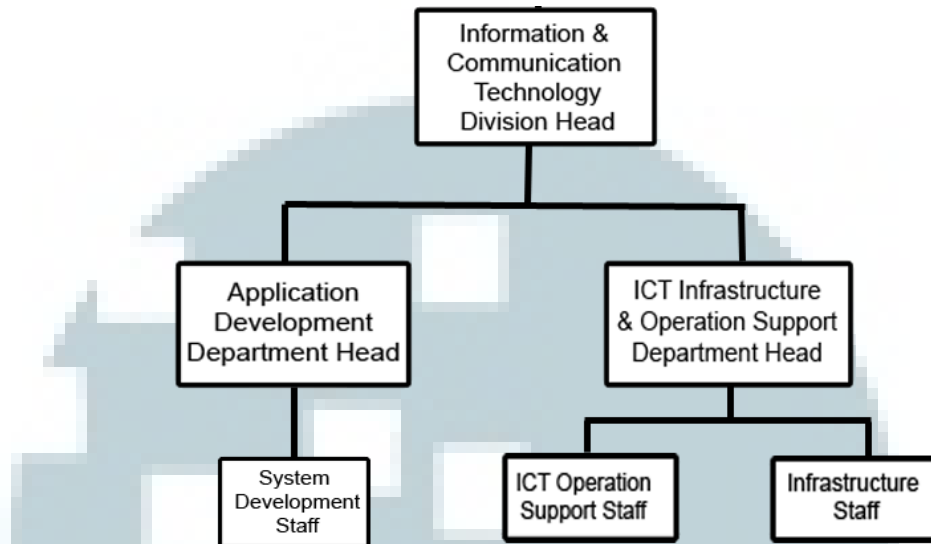 Information &
Communication
Technology
Division Head
Application
Development
Department Head
ICT Infrastructure
& Operation Support
Department Head
System
Development
Staff
ICT Operation
Support Staff
Infrastructure
Staff